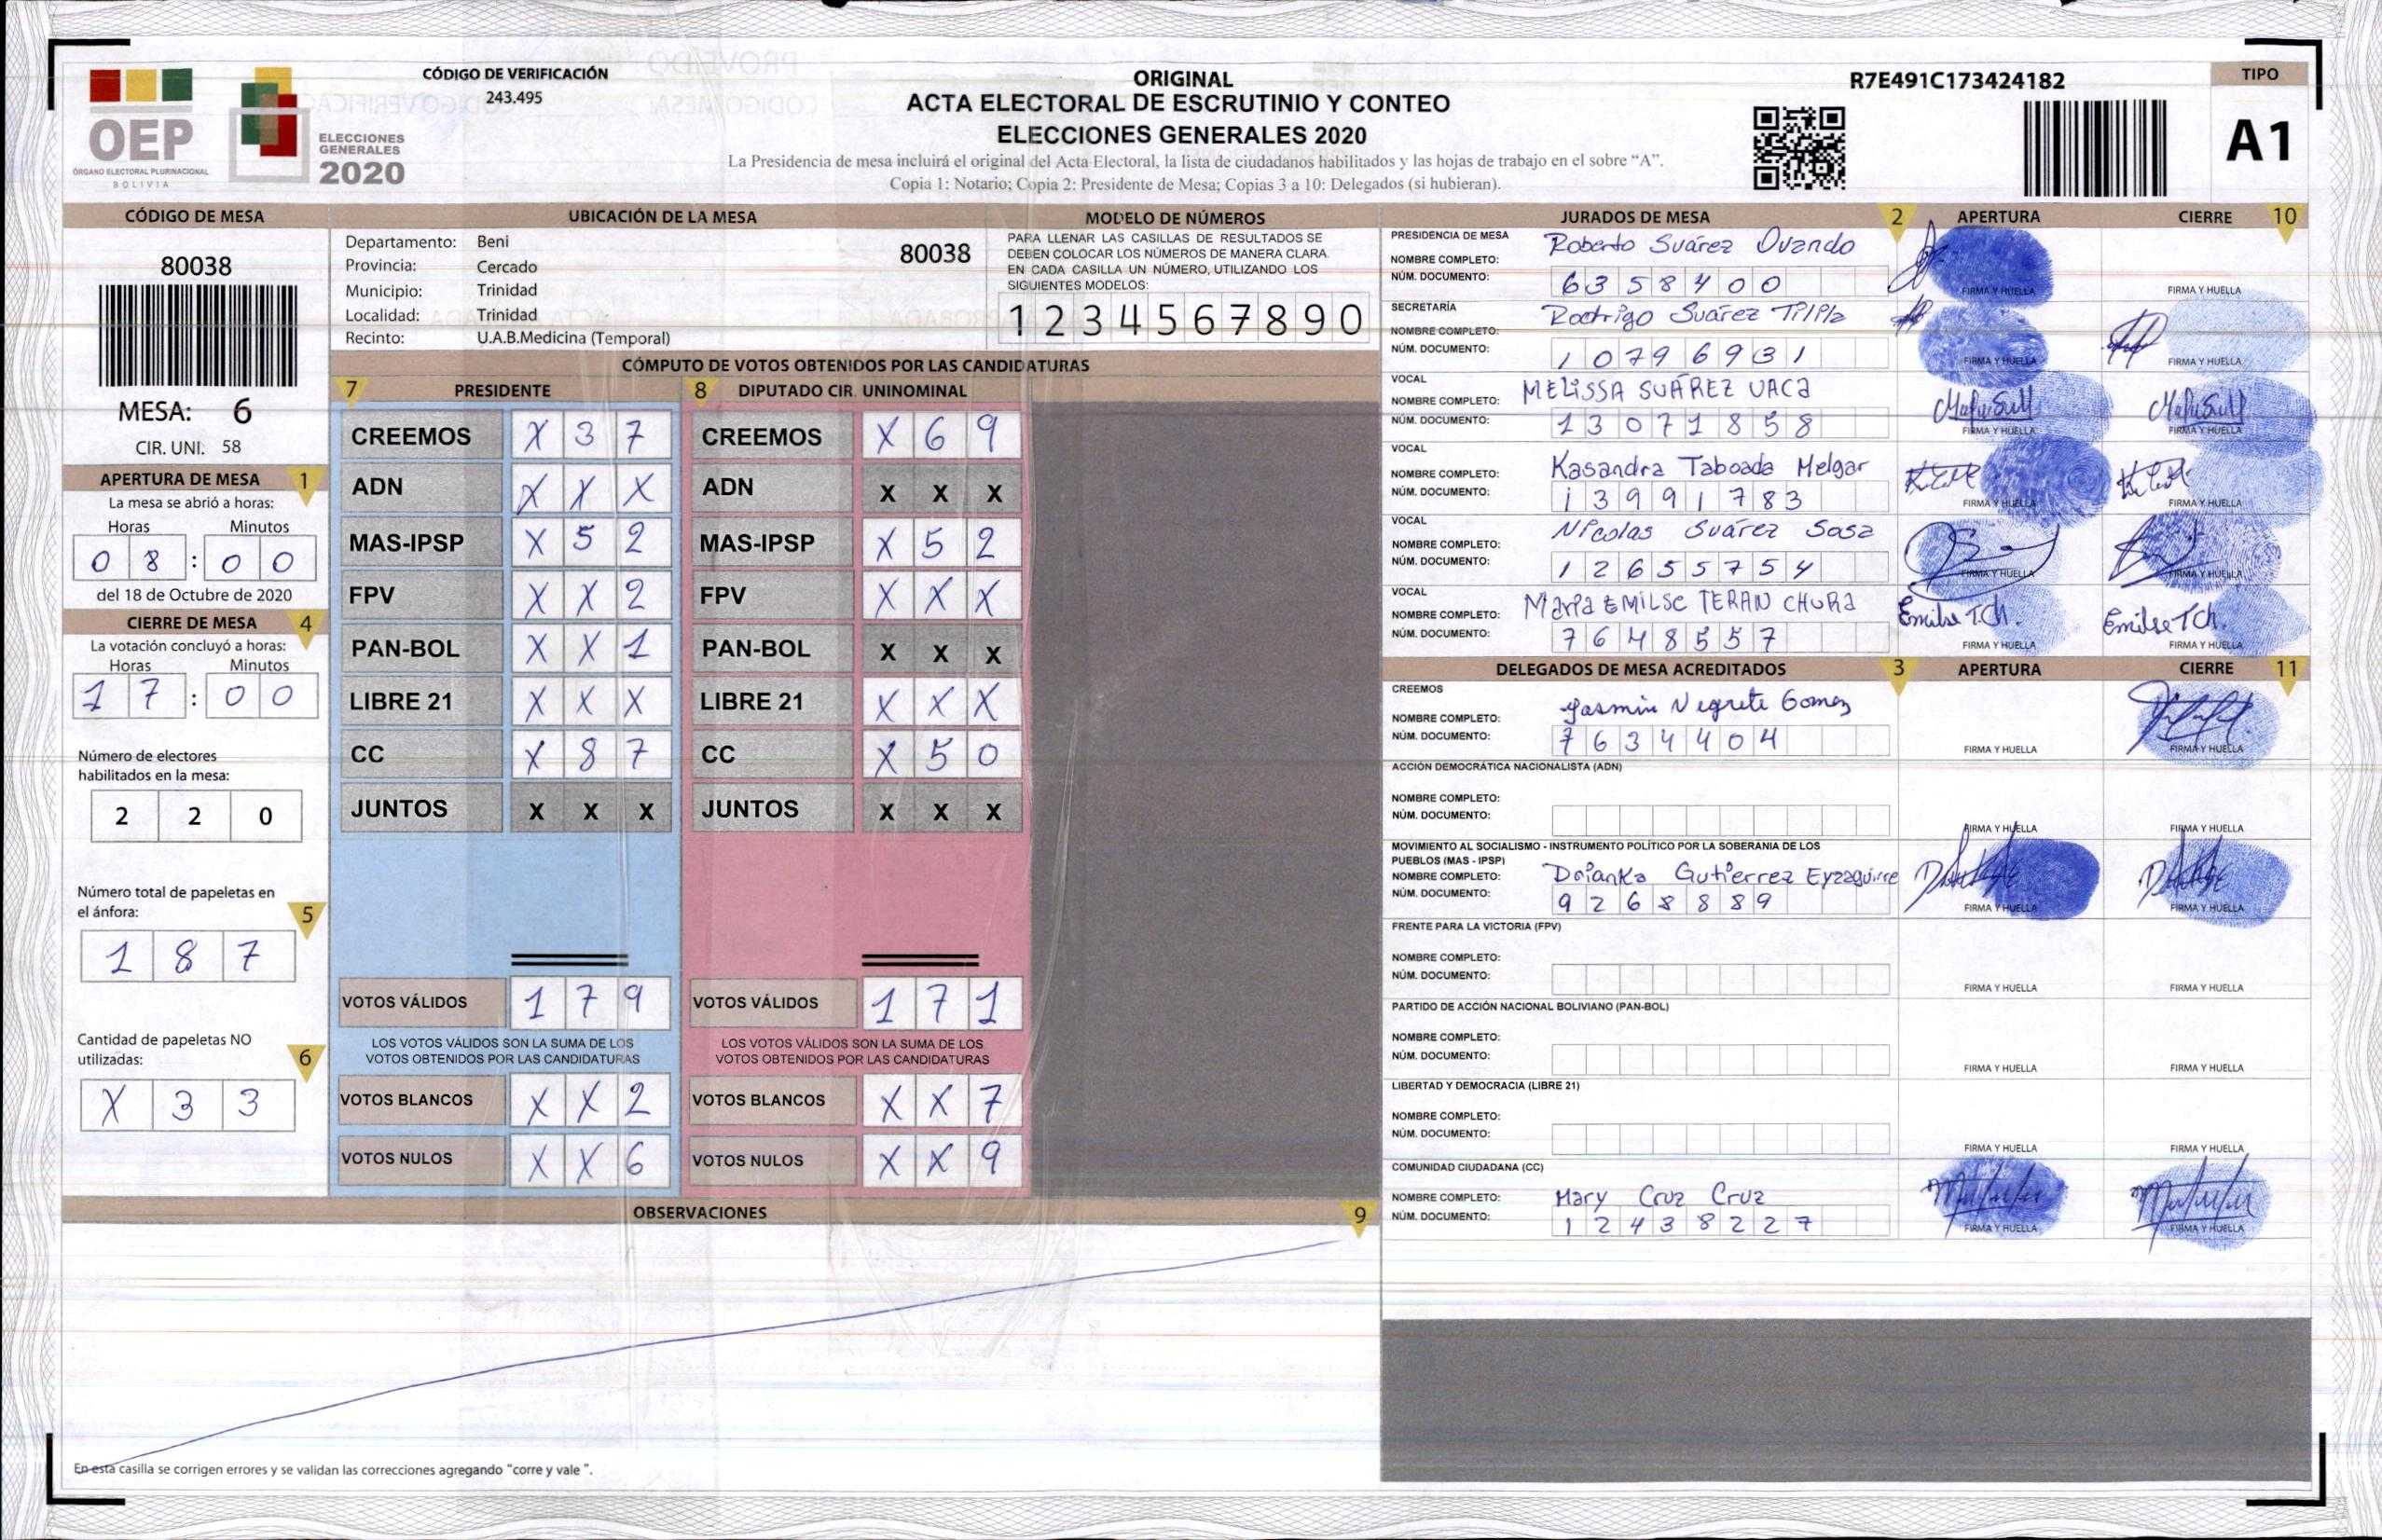 OEP
ÓRGANO ELECTORAL PLURINACIONAL
BOLIVIA
ELECCIONES
GENERALES
2020
CÓDIGO DE VERIFICACIÓN
243.495
ORIGINAL
ACTA ELECTORAL DE ESCRUTINIO Y CONTEO
ELECCIONES GENERALES 2020
La Presidencia de mesa incluirá el original del Acta Electoral, la lista de ciudadanos habilitados y las hojas de trabajo en el sobre “A”.
Copia 1: Notario; Copia 2: Presidente de Mesa; Copias 3 a 10: Delegados (si hubieran).
R7E491C173424182
TIPO
A1
CÓDIGO DE MESA
80038
MESA: 6
CIR. UNI. 58
APERTURA DE MESA 1
La mesa se abrió a horas:
Horas Minutos
0 8 : 0 0
del 18 de Octubre de 2020
CIERRE DE MESA 4
La votación concluyó a horas:
Horas Minutos
1 7 : 0 0
Número de electores
habilitados en la mesa:
2 2 0
Número total de papeletas en
el ánfora: 5
1 8 7
Cantidad de papeletas NO
utilizadas: 6
X 3 3
UBICACIÓN DE LA MESA
Departamento: Beni
Provincia: Cercado
Municipio: Trinidad
Localidad: Trinidad
Recinto: U.A.B.Medicina (Temporal)
80038
MODELO DE NÚMEROS
PARA LLENAR LAS CASILLAS DE RESULTADOS SE
DEBEN COLOCAR LOS NÚMEROS DE MANERA CLARA.
EN CADA CASILLA UN NÚMERO, UTILIZANDO LOS
SIGUIENTES MODELOS:
1 2 3 4 5 6 7 8 9 0
CÓMPUTO DE VOTOS OBTENIDOS POR LAS CANDIDATURAS
7 PRESIDENTE
CREEMOS X 3 7
ADN X X X
MAS-IPSP X 5 2
FPV X X 2
PAN-BOL X X 1
LIBRE 21 X X X
CC X 8 7
JUNTOS X X X
VOTOS VÁLIDOS 1 7 9
LOS VOTOS VÁLIDOS SON LA SUMA DE LOS
VOTOS OBTENIDOS POR LAS CANDIDATURAS
VOTOS BLANCOS X X 2
VOTOS NULOS X X 6
8 DIPUTADO CIR. UNINOMINAL
CREEMOS X 6 9
ADN X X X
MAS-IPSP X 5 2
FPV X X X
PAN-BOL X X X
LIBRE 21 X X X
CC X 5 0
JUNTOS X X X
VOTOS VÁLIDOS 1 7 1
LOS VOTOS VÁLIDOS SON LA SUMA DE LOS
VOTOS OBTENIDOS POR LAS CANDIDATURAS
VOTOS BLANCOS X X 7
VOTOS NULOS X X 9
OBSERVACIONES 9
En esta casilla se corrigen errores y se validan las correcciones agregando "corre y vale ".
JURADOS DE MESA 2 APERTURA CIERRE 10
PRESIDENCIA DE MESA
NOMBRE COMPLETO: Roberto Suárez Ovando
NÚM. DOCUMENTO: 6358400
FIRMA Y HUELLA FIRMA Y HUELLA
SECRETARÍA
NOMBRE COMPLETO: Rodrigo Suárez
NÚM. DOCUMENTO: 10796931
FIRMA Y HUELLA FIRMA Y HUELLA
VOCAL
NOMBRE COMPLETO: MELISSA SUÁREZ VACA
NÚM. DOCUMENTO: 13071858
FIRMA Y HUELLA FIRMA Y HUELLA
VOCAL
NOMBRE COMPLETO: Kasandra Taboada Melgar
NÚM. DOCUMENTO: 13991783
FIRMA Y HUELLA FIRMA Y HUELLA
VOCAL
NOMBRE COMPLETO: Nicolas Suárez Sosa
NÚM. DOCUMENTO: 12655754
FIRMA Y HUELLA FIRMA Y HUELLA
VOCAL
NOMBRE COMPLETO: Maria EMILSE TERAN CHURA
NÚM. DOCUMENTO: 7648557
Emilse T.Ch. Emilse TCh.
FIRMA Y HUELLA FIRMA Y HUELLA
DELEGADOS DE MESA ACREDITADOS 3 APERTURA CIERRE 11
CREEMOS
NOMBRE COMPLETO: Yasmin Negrete Gomez
NÚM. DOCUMENTO: 7634404
FIRMA Y HUELLA FIRMA Y HUELLA
ACCIÓN DEMOCRÁTICA NACIONALISTA (ADN)
NOMBRE COMPLETO:
NÚM. DOCUMENTO:
FIRMA Y HUELLA FIRMA Y HUELLA
MOVIMIENTO AL SOCIALISMO - INSTRUMENTO POLÍTICO POR LA SOBERANIA DE LOS
PUEBLOS (MAS - IPSP)
NOMBRE COMPLETO: Doianka Gutierrez Eyzaguirre
NÚM. DOCUMENTO: 9268889
FIRMA Y HUELLA FIRMA Y HUELLA
FRENTE PARA LA VICTORIA (FPV)
NOMBRE COMPLETO:
NÚM. DOCUMENTO:
FIRMA Y HUELLA FIRMA Y HUELLA
PARTIDO DE ACCIÓN NACIONAL BOLIVIANO (PAN-BOL)
NOMBRE COMPLETO:
NÚM. DOCUMENTO:
FIRMA Y HUELLA FIRMA Y HUELLA
LIBERTAD Y DEMOCRACIA (LIBRE 21)
NOMBRE COMPLETO:
NÚM. DOCUMENTO:
FIRMA Y HUELLA FIRMA Y HUELLA
COMUNIDAD CIUDADANA (CC)
NOMBRE COMPLETO: Mary Cruz Cruz
NÚM. DOCUMENTO: 12438227
FIRMA Y HUELLA FIRMA Y HUELLA